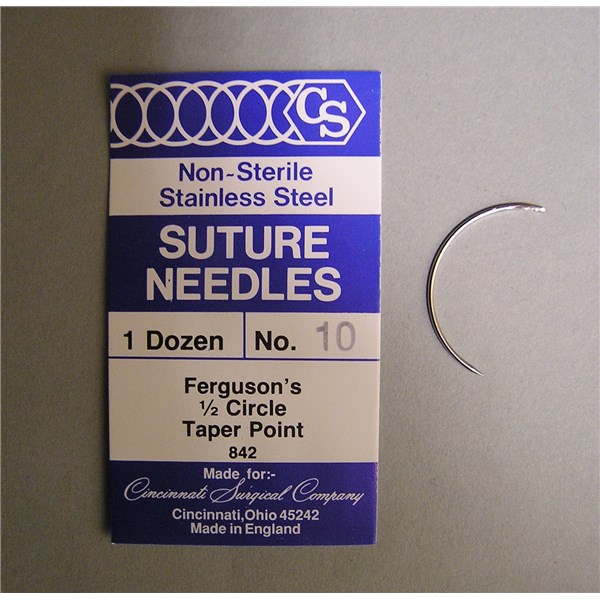 CS
Non-Sterile
Stainless Steel
SUTURE
NEEDLES
1 Dozen No. 10
Ferguson's
½ Circle
Taper Point
842
Made for:-
Cincinnati Surgical Company
Cincinnati,Ohio 45242
Made in England